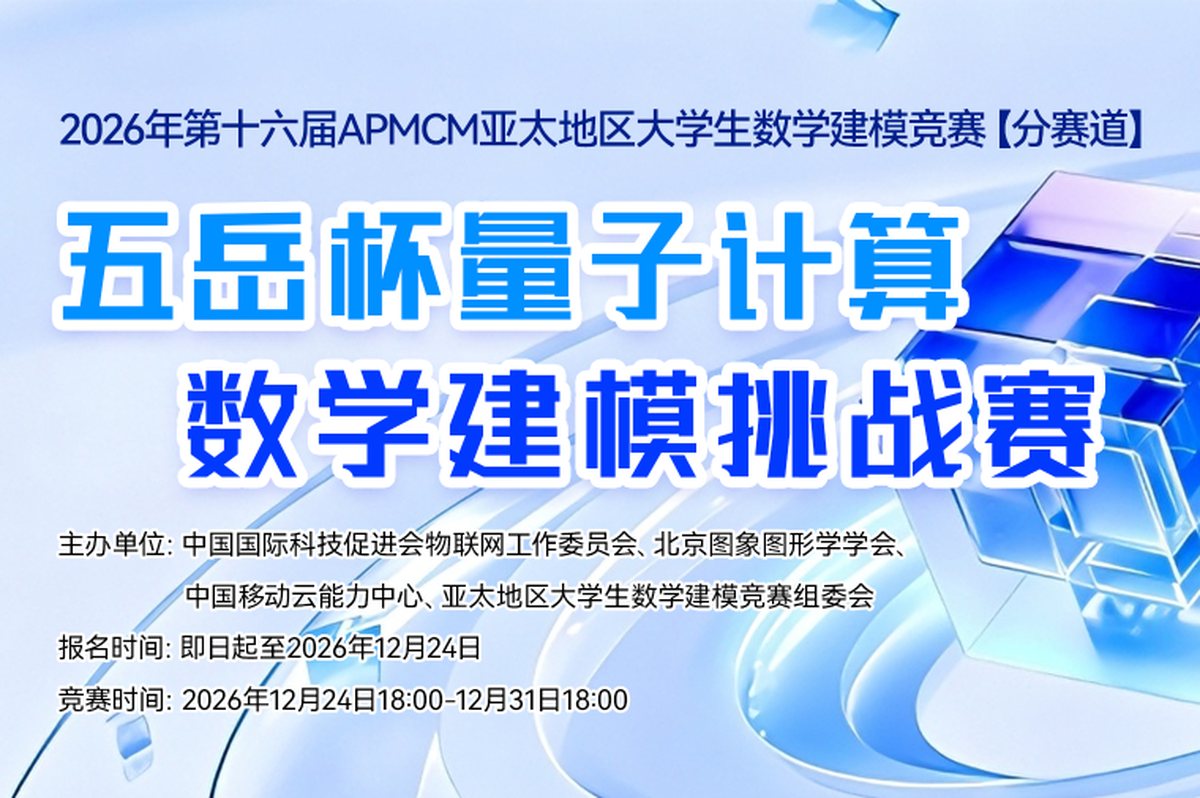 2026年第十六届APMCM亚太地区大学生数学建模竞赛【分赛道】
五岳杯量子计算
数学建模挑战赛
主办单位: 中国国际科技促进会物联网工作委员会、北京图象图形学学会、
中国移动云能力中心、亚太地区大学生数学建模竞赛组委会
报名时间: 即日起至2026年12月24日
竞赛时间: 2026年12月24日18:00-12月31日18:00